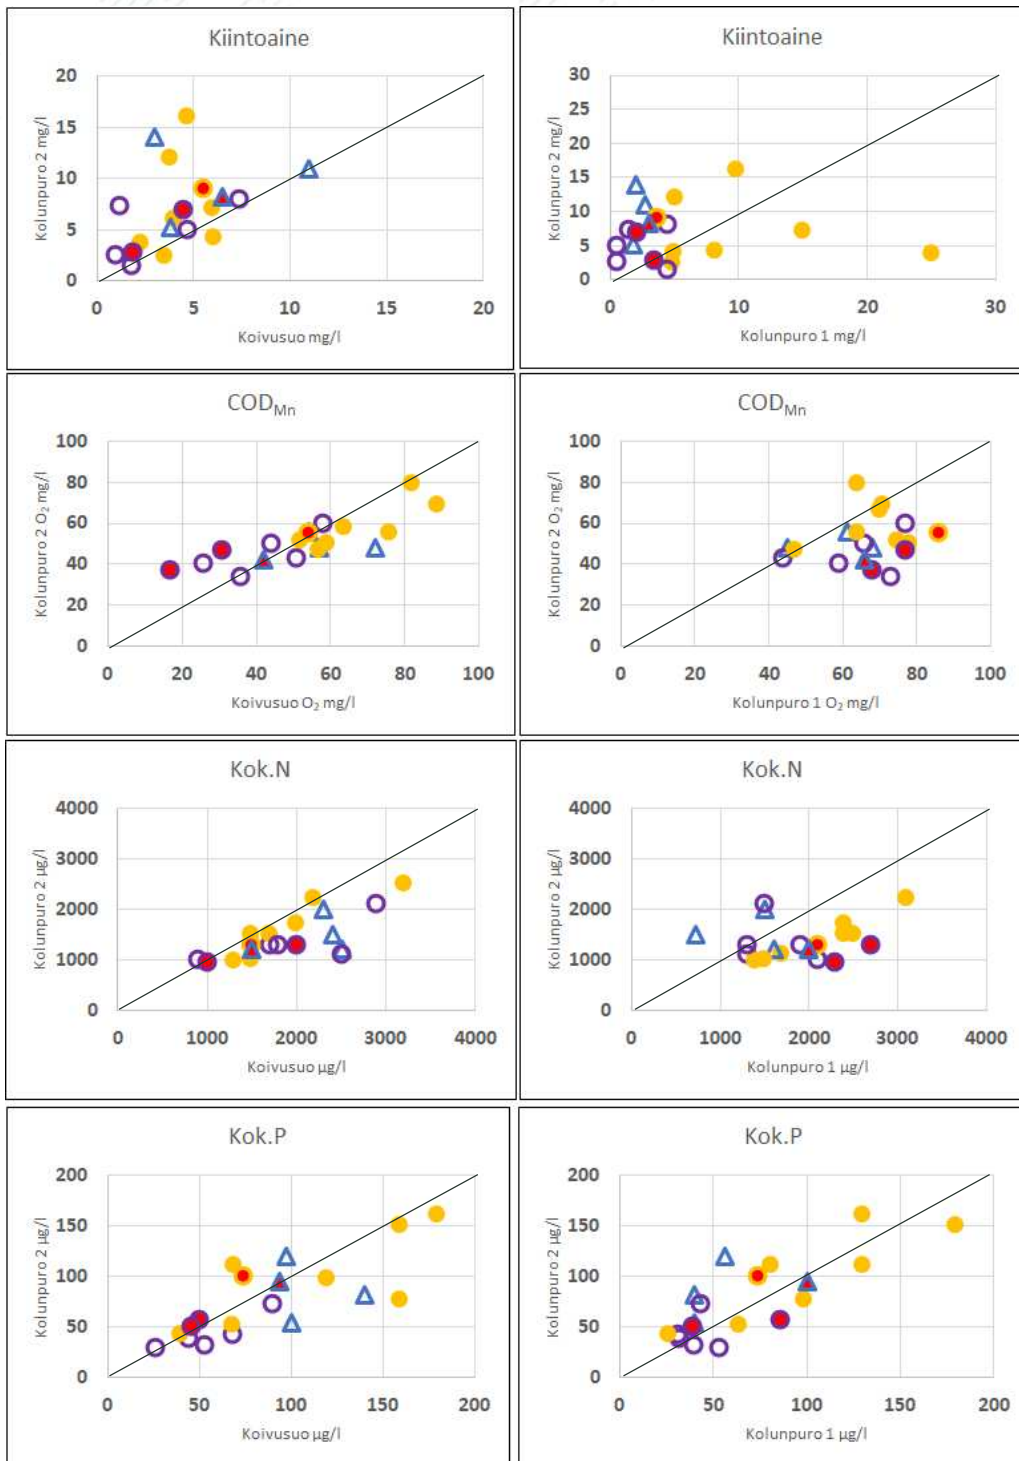 Kiintoaine
Kolunpuro 2 mg/l
20
15
10
5
0
0 5 10 15 20
Koivusuo mg/l
Kiintoaine
Kolunpuro 2 mg/l
30
25
20
15
10
5
0
0 10 20 30
Kolunpuro 1 mg/l
COD_Mn
Kolunpuro 2 O₂ mg/l
100
80
60
40
20
0
0 20 40 60 80 100
Koivusuo O₂ mg/l
COD_Mn
Kolunpuro 2 O₂ mg/l
100
80
60
40
20
0
0 20 40 60 80 100
Kolunpuro 1 O₂ mg/l
Kok.N
Kolunpuro 2 µg/l
4000
3000
2000
1000
0
0 1000 2000 3000 4000
Koivusuo µg/l
Kok.N
Kolunpuro 2 µg/l
4000
3000
2000
1000
0
0 1000 2000 3000 4000
Kolunpuro 1 µg/l
Kok.P
Kolunpuro 2 µg/l
200
150
100
50
0
0 50 100 150 200
Koivusuo µg/l
Kok.P
Kolunpuro 2 µg/l
200
150
100
50
0
0 50 100 150 200
Kolunpuro 1 µg/l